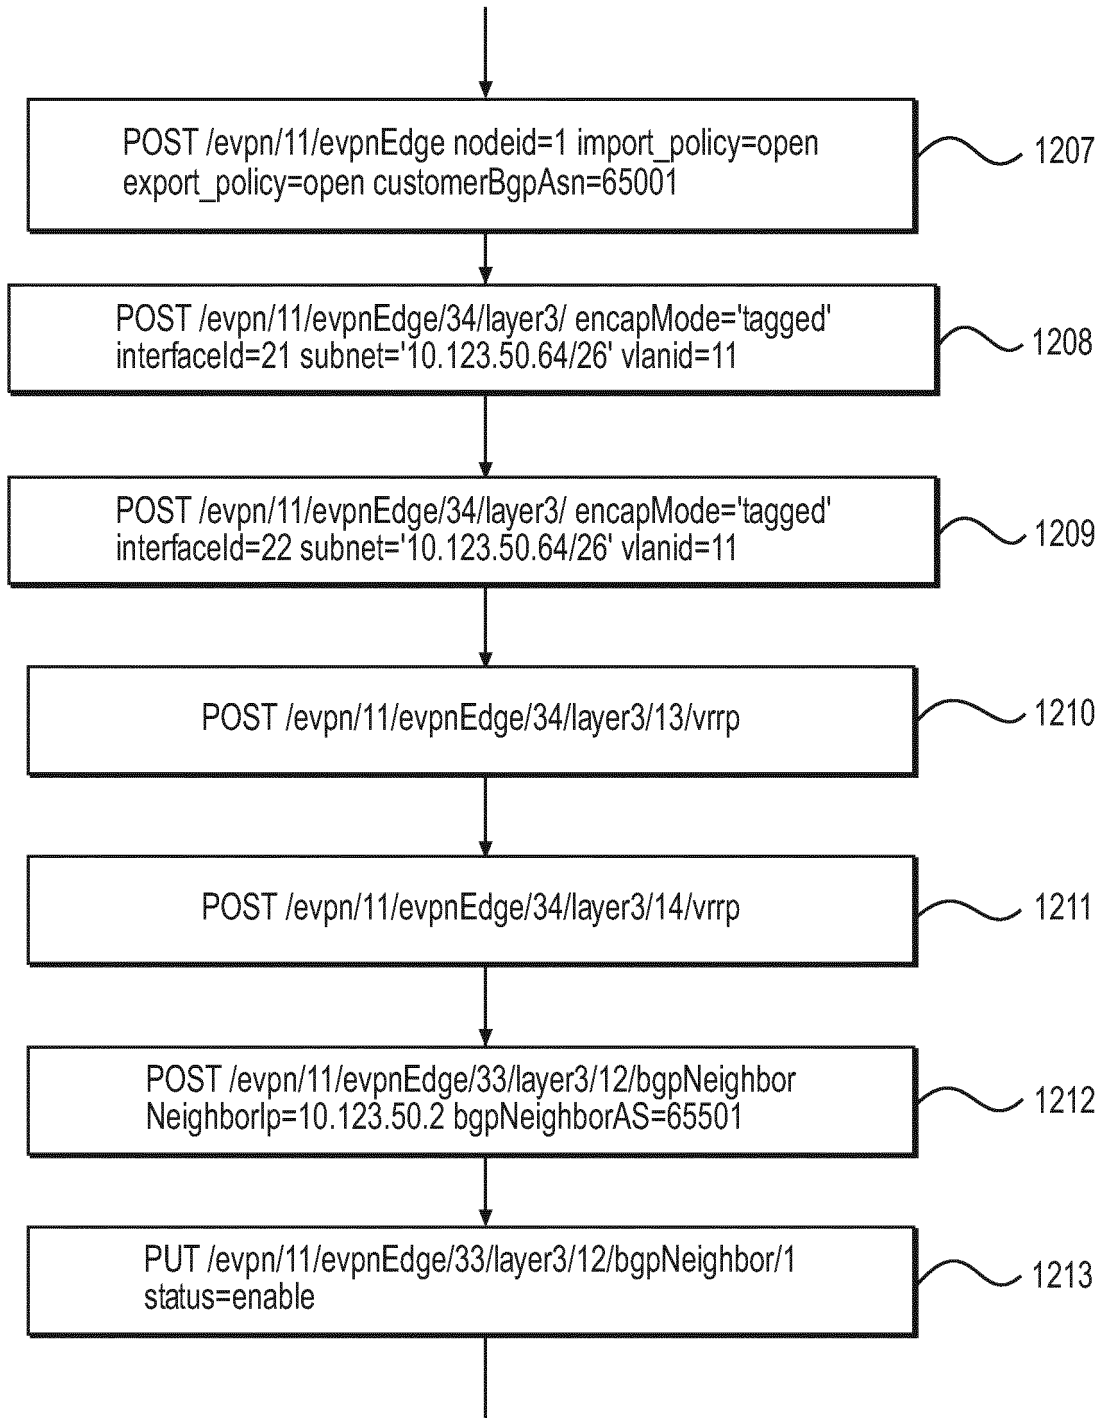 POST /evpn/11/evpnEdge nodeid=1 import_policy=open
export_policy=open customerBgpAsn=65001
1207
POST /evpn/11/evpnEdge/34/layer3/ encapMode='tagged'
interfaceId=21 subnet='10.123.50.64/26' vlanid=11
1208
POST /evpn/11/evpnEdge/34/layer3/ encapMode='tagged'
interfaceId=22 subnet='10.123.50.64/26' vlanid=11
1209
POST /evpn/11/evpnEdge/34/layer3/13/vrrp
1210
POST /evpn/11/evpnEdge/34/layer3/14/vrrp
1211
POST /evpn/11/evpnEdge/33/layer3/12/bgpNeighbor
NeighborIp=10.123.50.2 bgpNeighborAS=65501
1212
PUT /evpn/11/evpnEdge/33/layer3/12/bgpNeighbor/1
status=enable
1213